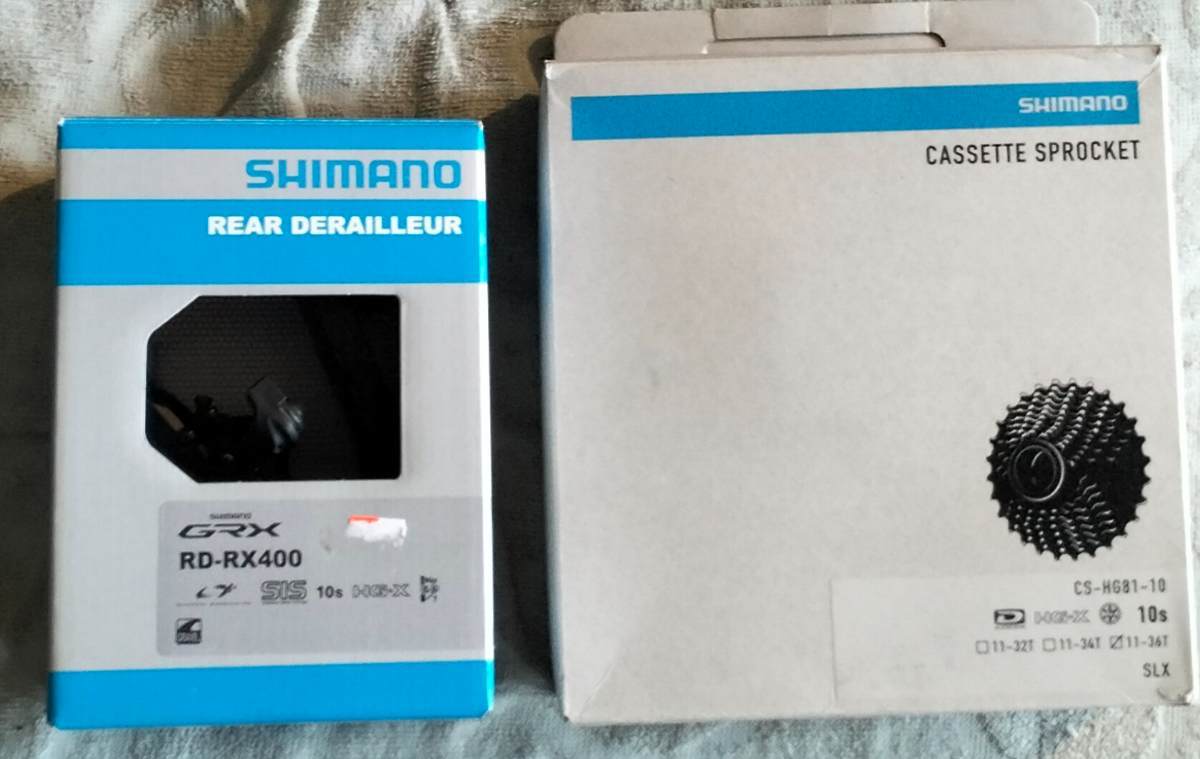 SHIMANO
REAR DERAILLEUR
SHIMANO
GRX
RD-RX400
SIS 10s HG-X
SHIMANO
CASSETTE SPROCKET
CS-HG81-10
HG-X 10s
11-32T 11-34T 11-36T
SLX